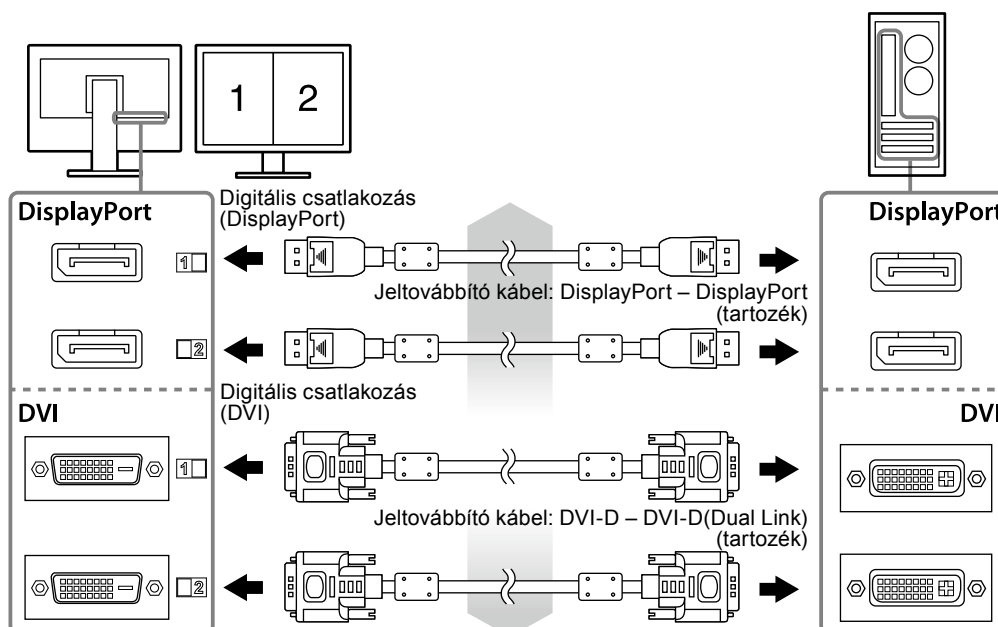 1 2
DisplayPort
Digitális csatlakozás
(DisplayPort)
DisplayPort
1
Jeltovábbító kábel: DisplayPort – DisplayPort
(tartozék)
2
Digitális csatlakozás
(DVI)
DVI
DVI
1
Jeltovábbító kábel: DVI-D – DVI-D(Dual Link)
(tartozék)
2